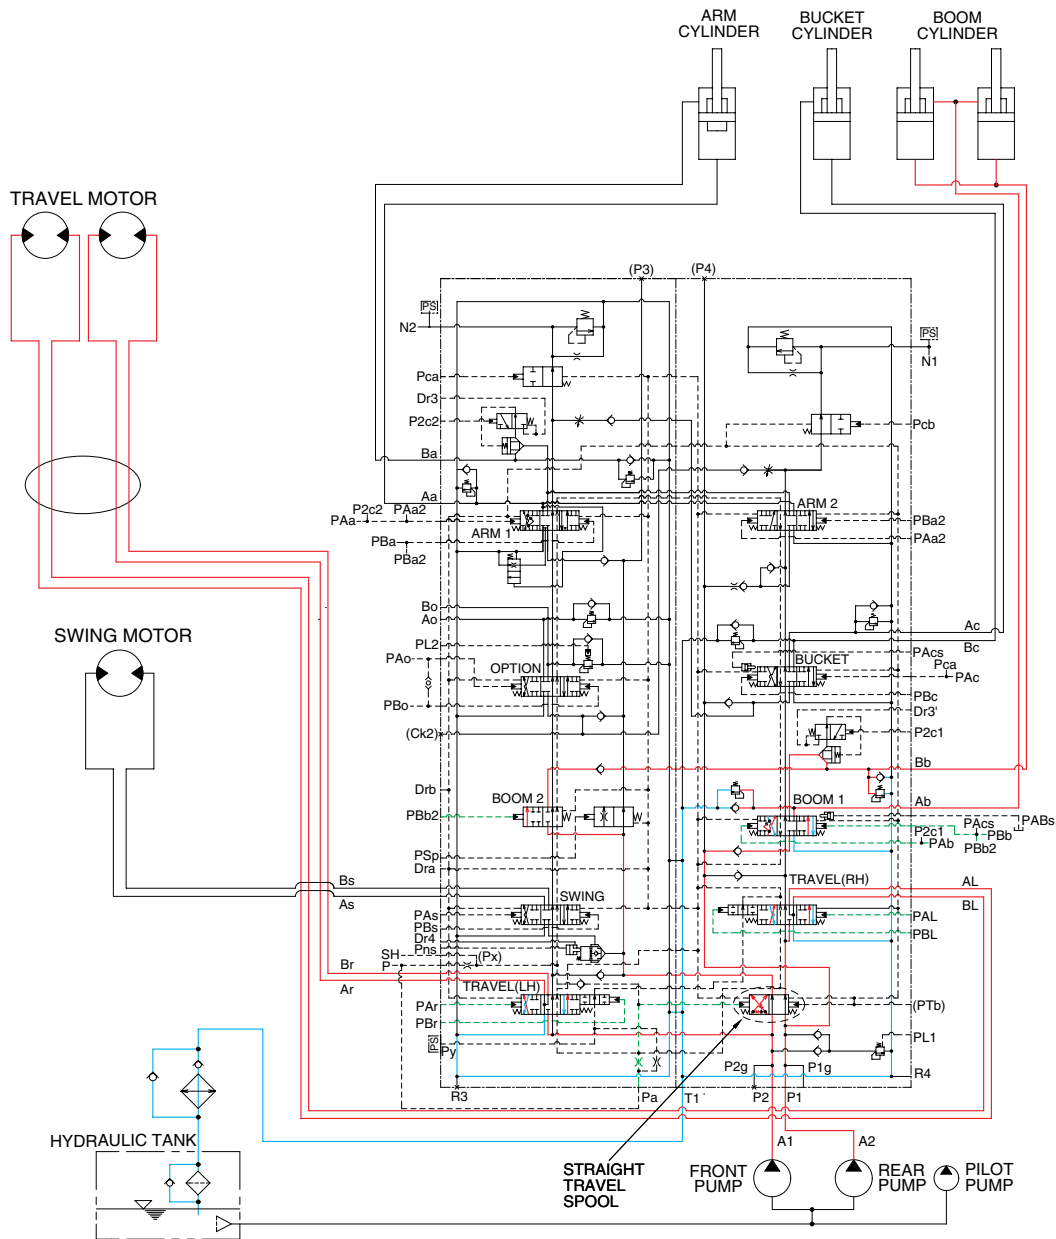 ARM
CYLINDER
BUCKET
CYLINDER
BOOM
CYLINDER
TRAVEL MOTOR
(P3)
(P4)
[PS]
N2
[PS]
N1
Pca
Dr3
P2c2
Pcb
Ba
Aa
P2c2
PAa2
PAa
ARM 1
ARM 2
PBa2
PBa
PAa2
PBa2
Bo
Ao
Ac
Bc
SWING MOTOR
PL2
PAcs
Pca
PAo
OPTION
BUCKET
PAc
PBo
PBc
Dr3'
(Ck2)
P2c1
Bb
Drb
BOOM 2
BOOM 1
Ab
PBb2
P2c1
PAcs
PABs
PBb
PAb
PBb2
PSp
Dra
TRAVEL(RH)
Bs
As
AL
BL
SWING
PAs
PAL
PBs
PBL
Dr4
Pns
SH
P
(Px)
Br
Ar
TRAVEL(LH)
PAr
(PTb)
PBr
[PS]
Py
PL1
P2g
P1g
R4
R3
Pa
T1
P2
P1
HYDRAULIC TANK
A1
A2
STRAIGHT
TRAVEL
SPOOL
FRONT
PUMP
REAR
PUMP
PILOT
PUMP